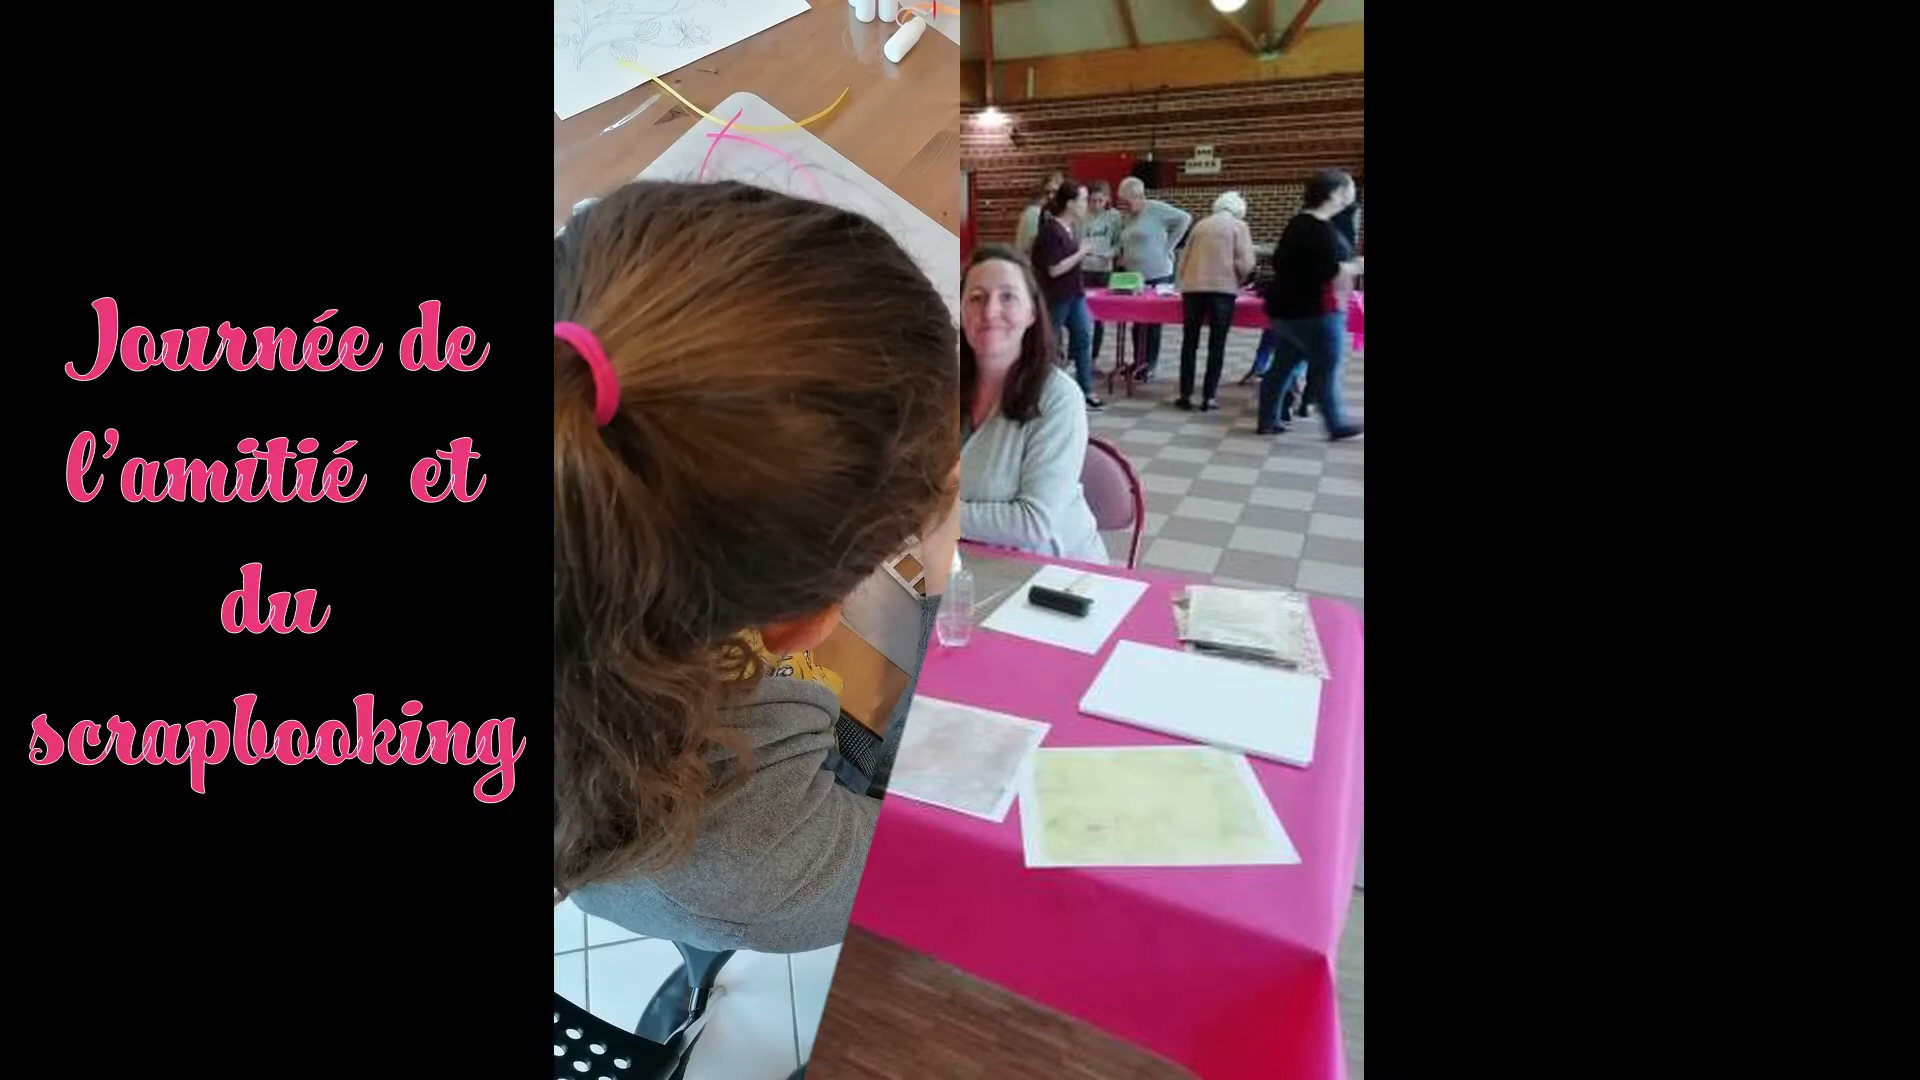 Journée de
l'amitié et
du
scrapbooking